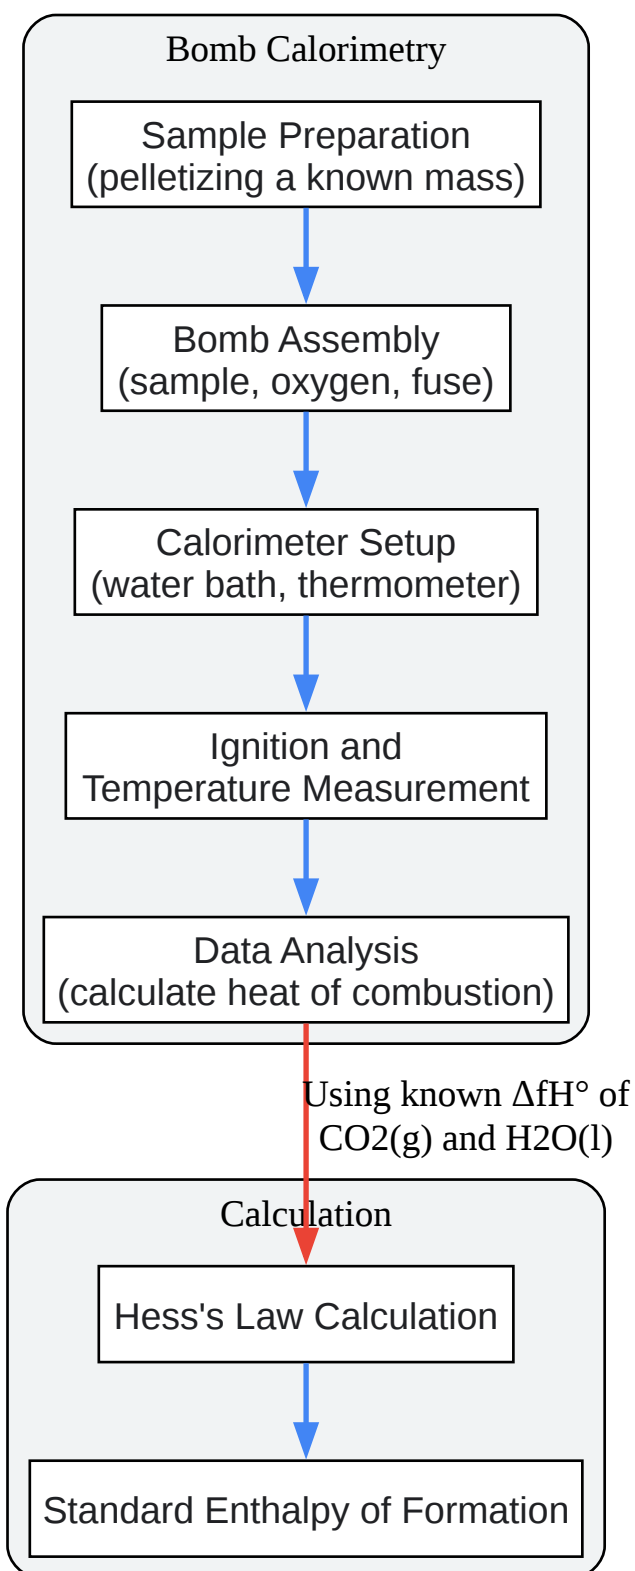 Bomb Calorimetry
Sample Preparation
(pelletizing a known mass)
Bomb Assembly
(sample, oxygen, fuse)
Calorimeter Setup
(water bath, thermometer)
Ignition and
Temperature Measurement
Data Analysis
(calculate heat of combustion)
Using known ΔfH° of
CO2(g) and H2O(l)
Calculation
Hess's Law Calculation
Standard Enthalpy of Formation